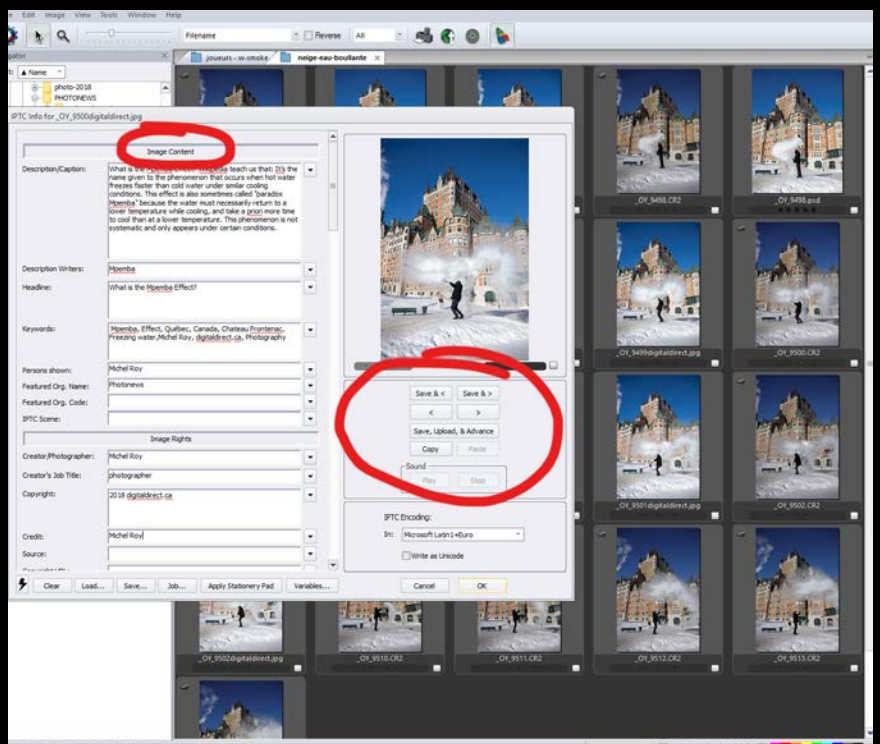 Edit Image View Tools Window Help
Filename Reverse All
joueurs - w-smoke neige-eau-bouillante
Name
photo-2018
PHOTONEWS
IPTC Info for _OY_9500digitaldirect.jpg
Image Content
Description/Caption:
What is the Mpemba Effect? Wikipedia teach us that: It's the
name given to the phenomenon that occurs when hot water
freezes faster than cold water under similar cooling
conditions. This effect is also sometimes called "paradox
Mpemba" because the water must necessarily return to a
lower temperature while cooling, and take a priori more time
to cool than at a lower temperature. This phenomenon is not
systematic and only appears under certain conditions.
Description Writers: Mpemba
Headline: What is the Mpemba Effect?
Keywords: Mpemba, Effect, Québec, Canada, Chateau Frontenac,
Freezing water,Michel Roy, digitaldirect.ca, Photography
Persons shown: Michel Roy
Featured Org. Name: Photonews
Featured Org. Code:
IPTC Scene:
Image Rights
Creator/Photographer: Michel Roy
Creator's Job Title: photographer
Copyright: 2018 digitaldirect.ca
Credit: Michel Roy
Source:
Clear Load... Save... Job... Apply Stationery Pad Variables...
Save & < Save & >
< >
Save, Upload, & Advance
Copy Paste
Sound
Play Stop
IPTC Encoding:
In: Microsoft Latin1+Euro
Write as Unicode
Cancel OK
_OY_9498.CR2
_OY_9498.psd
_OY_9499digitaldirect.jpg
_OY_9500.CR2
_OY_9501digitaldirect.jpg
_OY_9502.CR2
_OY_9502digitaldirect.jpg
_OY_9510.CR2
_OY_9511.CR2
_OY_9512.CR2
_OY_9513.CR2